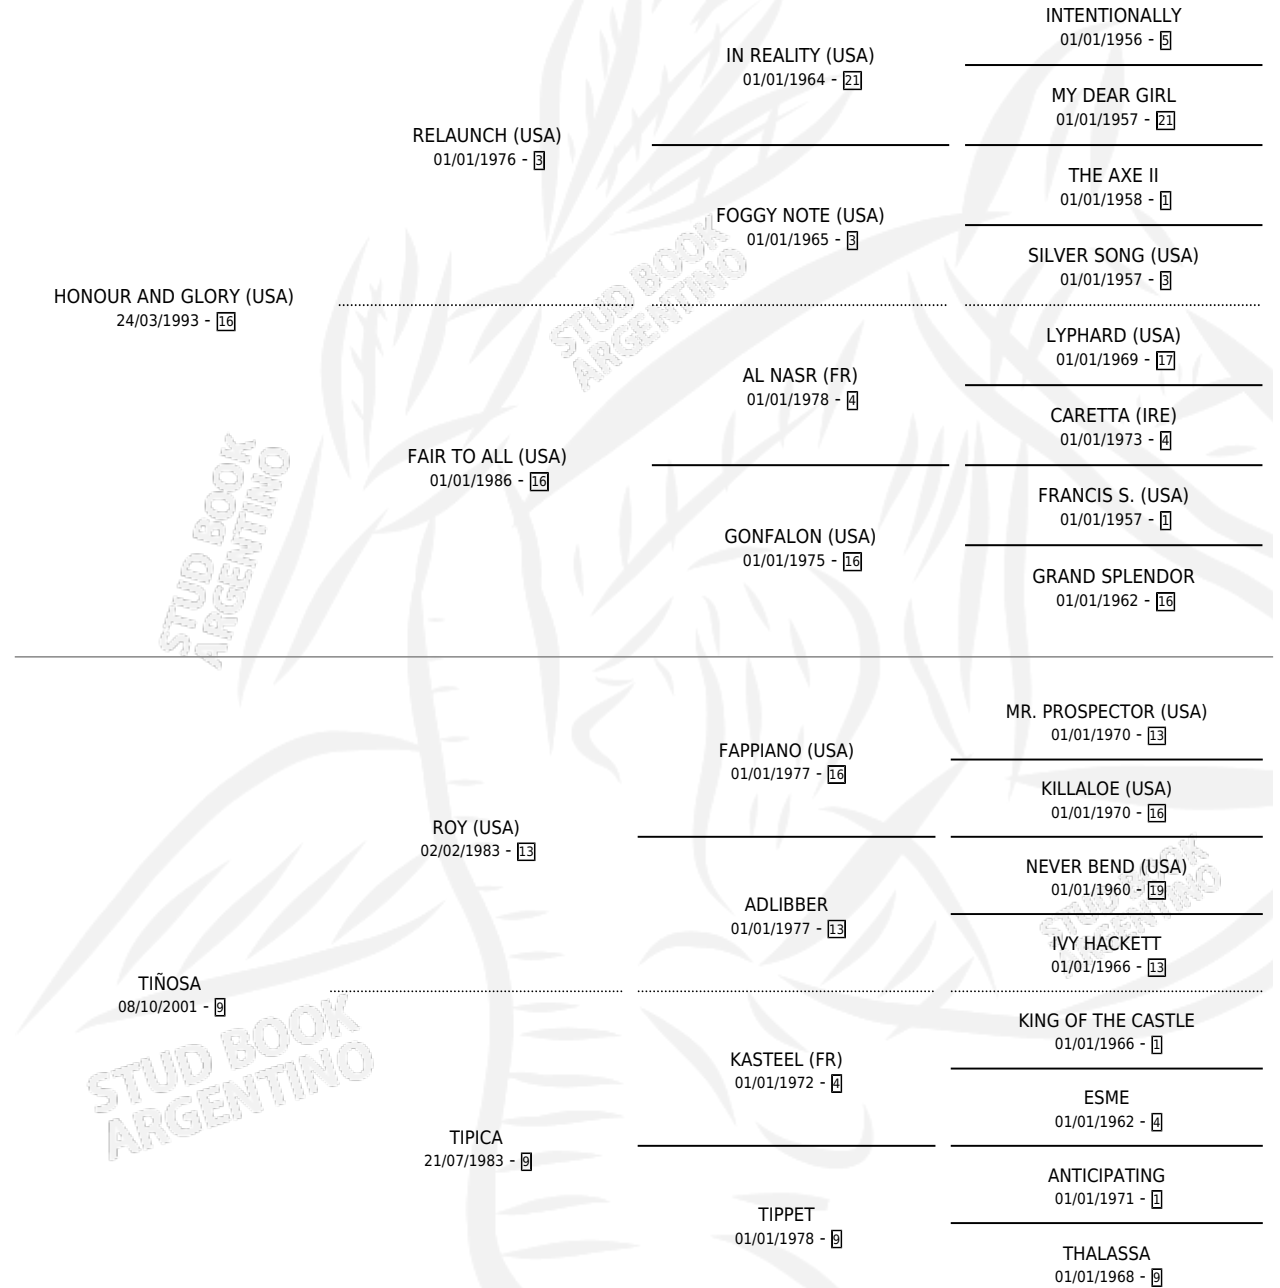 INTENTIONALLY
01/01/1956 - 5
IN REALITY (USA)
01/01/1964 - 21
MY DEAR GIRL
01/01/1957 - 21
RELAUNCH (USA)
01/01/1976 - 3
THE AXE II
01/01/1958 - 1
FOGGY NOTE (USA)
01/01/1965 - 3
SILVER SONG (USA)
01/01/1957 - 3
HONOUR AND GLORY (USA)
24/03/1993 - 16
LYPHARD (USA)
01/01/1969 - 17
AL NASR (FR)
01/01/1978 - 4
CARETTA (IRE)
01/01/1973 - 4
FAIR TO ALL (USA)
01/01/1986 - 16
FRANCIS S. (USA)
01/01/1957 - 1
GONFALON (USA)
01/01/1975 - 16
GRAND SPLENDOR
01/01/1962 - 16
MR. PROSPECTOR (USA)
01/01/1970 - 13
FAPPIANO (USA)
01/01/1977 - 16
KILLALOE (USA)
01/01/1970 - 16
ROY (USA)
02/02/1983 - 13
NEVER BEND (USA)
01/01/1960 - 19
ADLIBBER
01/01/1977 - 13
IVY HACKETT
01/01/1966 - 13
TIÑOSA
08/10/2001 - 9
KING OF THE CASTLE
01/01/1966 - 1
KASTEEL (FR)
01/01/1972 - 4
ESME
01/01/1962 - 4
TIPICA
21/07/1983 - 9
ANTICIPATING
01/01/1971 - 1
TIPPET
01/01/1978 - 9
THALASSA
01/01/1968 - 9
STUD BOOK
ARGENTINO
STUD BOOK
ARGENTINO
STUD BOOK
ARGENTINO
STUD BOOK
ARGENTINO